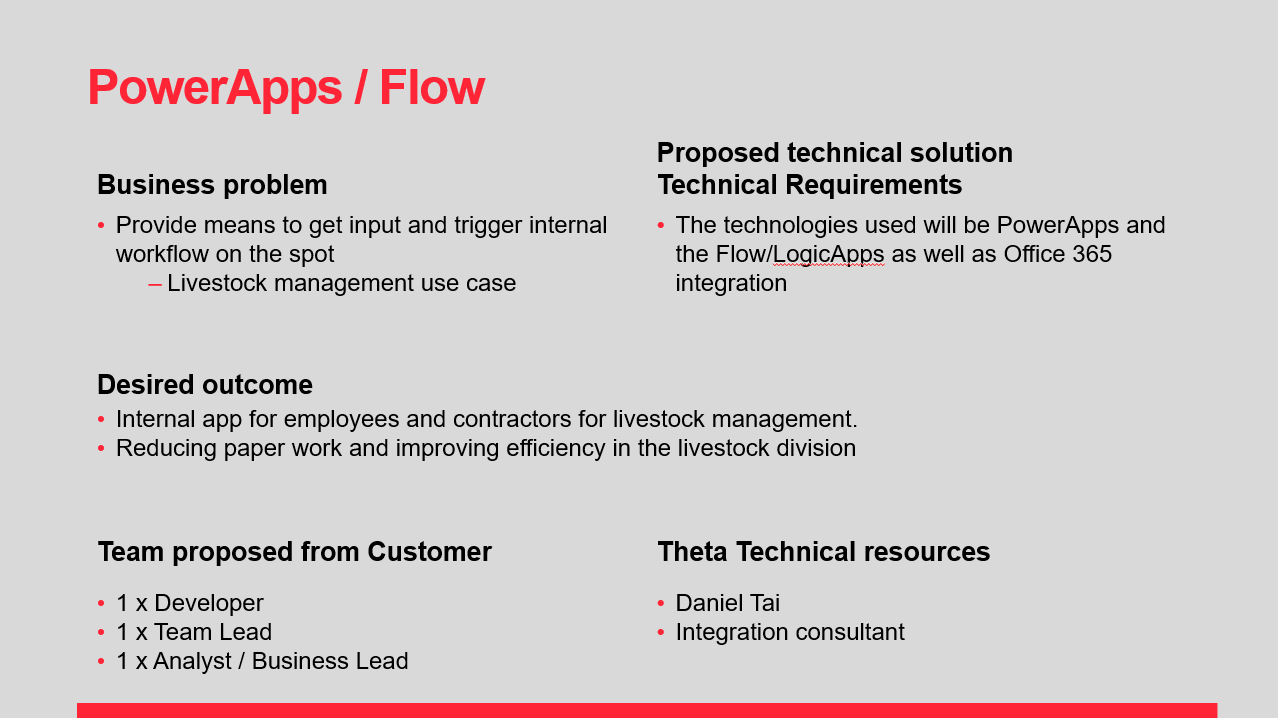 PowerApps / Flow
Business problem
• Provide means to get input and trigger internal
workflow on the spot
– Livestock management use case
Proposed technical solution
Technical Requirements
• The technologies used will be PowerApps and
the Flow/LogicApps as well as Office 365
integration
Desired outcome
• Internal app for employees and contractors for livestock management.
• Reducing paper work and improving efficiency in the livestock division
Team proposed from Customer
• 1 x Developer
• 1 x Team Lead
• 1 x Analyst / Business Lead
Theta Technical resources
• Daniel Tai
• Integration consultant